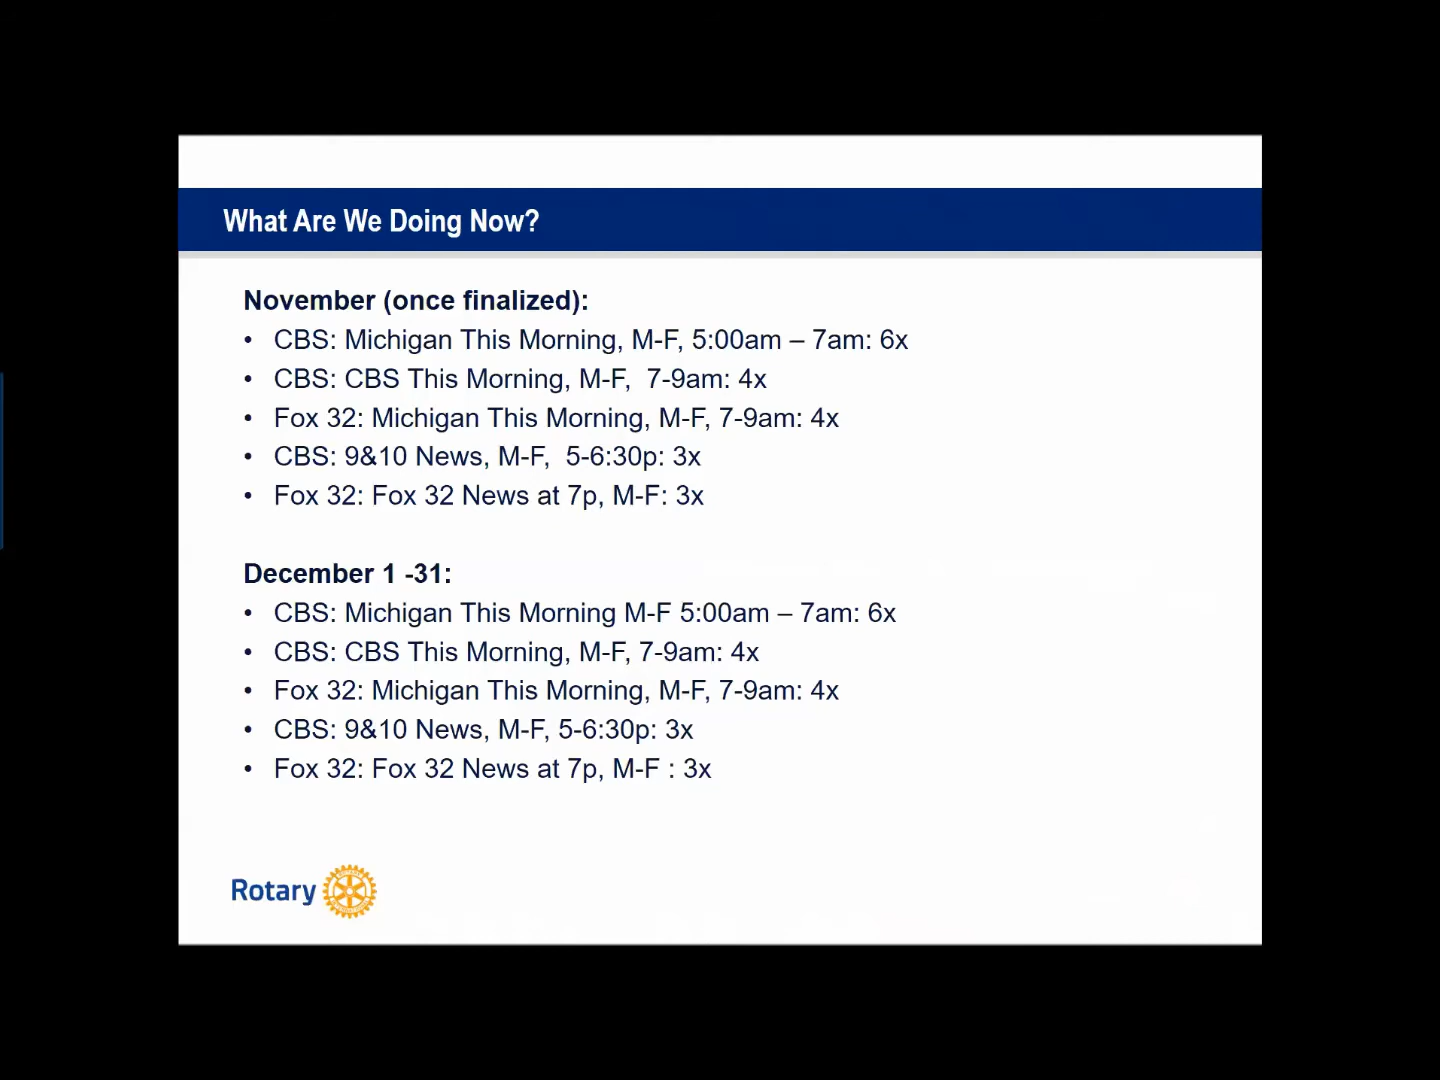 What Are We Doing Now?
November (once finalized):
• CBS: Michigan This Morning, M-F, 5:00am – 7am: 6x
• CBS: CBS This Morning, M-F,  7-9am: 4x
• Fox 32: Michigan This Morning, M-F, 7-9am: 4x
• CBS: 9&10 News, M-F,  5-6:30p: 3x
• Fox 32: Fox 32 News at 7p, M-F: 3x
December 1 -31:
• CBS: Michigan This Morning M-F 5:00am – 7am: 6x
• CBS: CBS This Morning, M-F, 7-9am: 4x
• Fox 32: Michigan This Morning, M-F, 7-9am: 4x
• CBS: 9&10 News, M-F, 5-6:30p: 3x
• Fox 32: Fox 32 News at 7p, M-F : 3x
Rotary